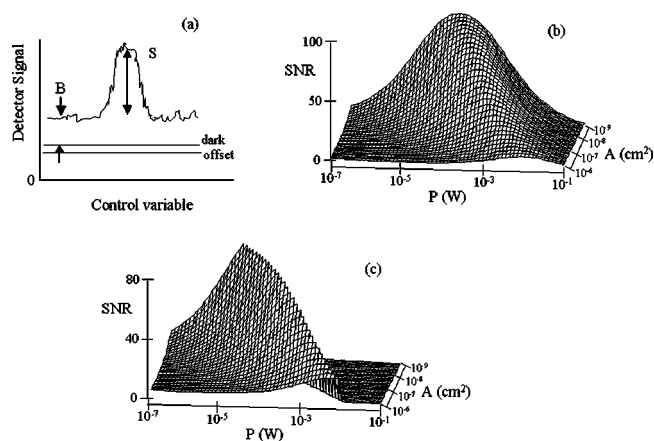 (a)
Detector Signal
B
S
dark
offset
0
Control variable
(b)
100
SNR
50
0
10-7
10-5
10-3
10-1
P (W)
10-9
10-8
10-7
10-6
A (cm2)
(c)
80
SNR
40
0
10-7
10-5
10-3
10-1
P (W)
10-9
10-8
10-7
10-6
A (cm2)